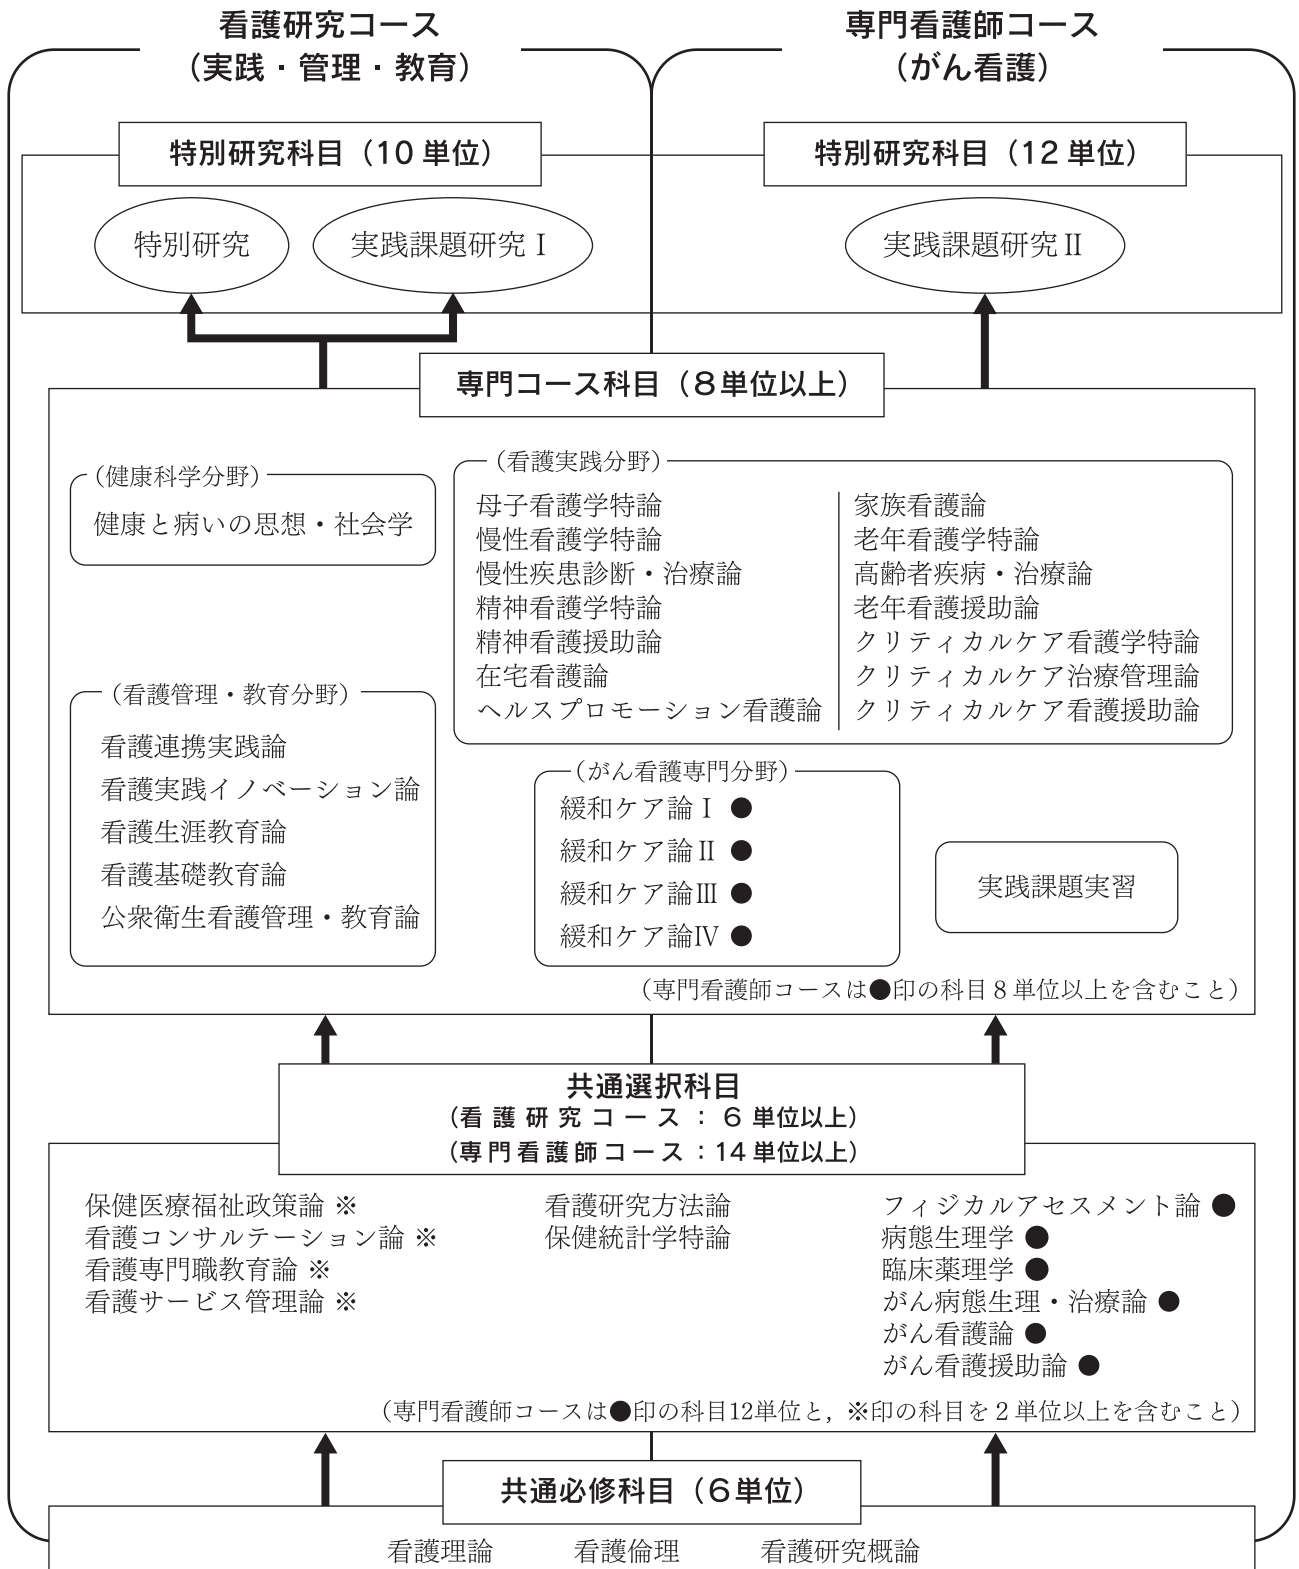 看護研究コース
（実践・管理・教育）
専門看護師コース
（がん看護）
特別研究科目（10 単位）
特別研究科目（12 単位）
特別研究
実践課題研究 Ⅰ
実践課題研究 Ⅱ
専門コース科目（8単位以上）
（健康科学分野）
健康と病いの思想・社会学
（看護実践分野）
母子看護学特論
慢性看護学特論
慢性疾患診断・治療論
精神看護学特論
精神看護援助論
在宅看護論
ヘルスプロモーション看護論
家族看護論
老年看護学特論
高齢者疾病・治療論
老年看護援助論
クリティカルケア看護学特論
クリティカルケア治療管理論
クリティカルケア看護援助論
（看護管理・教育分野）
看護連携実践論
看護実践イノベーション論
看護生涯教育論
看護基礎教育論
公衆衛生看護管理・教育論
（がん看護専門分野）
緩和ケア論 Ⅰ ●
緩和ケア論 Ⅱ ●
緩和ケア論Ⅲ ●
緩和ケア論Ⅳ ●
実践課題実習
（専門看護師コースは●印の科目８単位以上を含むこと）
共通選択科目
（看護研究コース：６単位以上）
（専門看護師コース：14 単位以上）
保健医療福祉政策論 ※
看護コンサルテーション論 ※
看護専門職教育論 ※
看護サービス管理論 ※
看護研究方法論
保健統計学特論
フィジカルアセスメント論 ●
病態生理学 ●
臨床薬理学 ●
がん病態生理・治療論 ●
がん看護論 ●
がん看護援助論 ●
（専門看護師コースは●印の科目12単位と，※印の科目を２単位以上を含むこと）
共通必修科目（6単位）
看護理論
看護倫理
看護研究概論